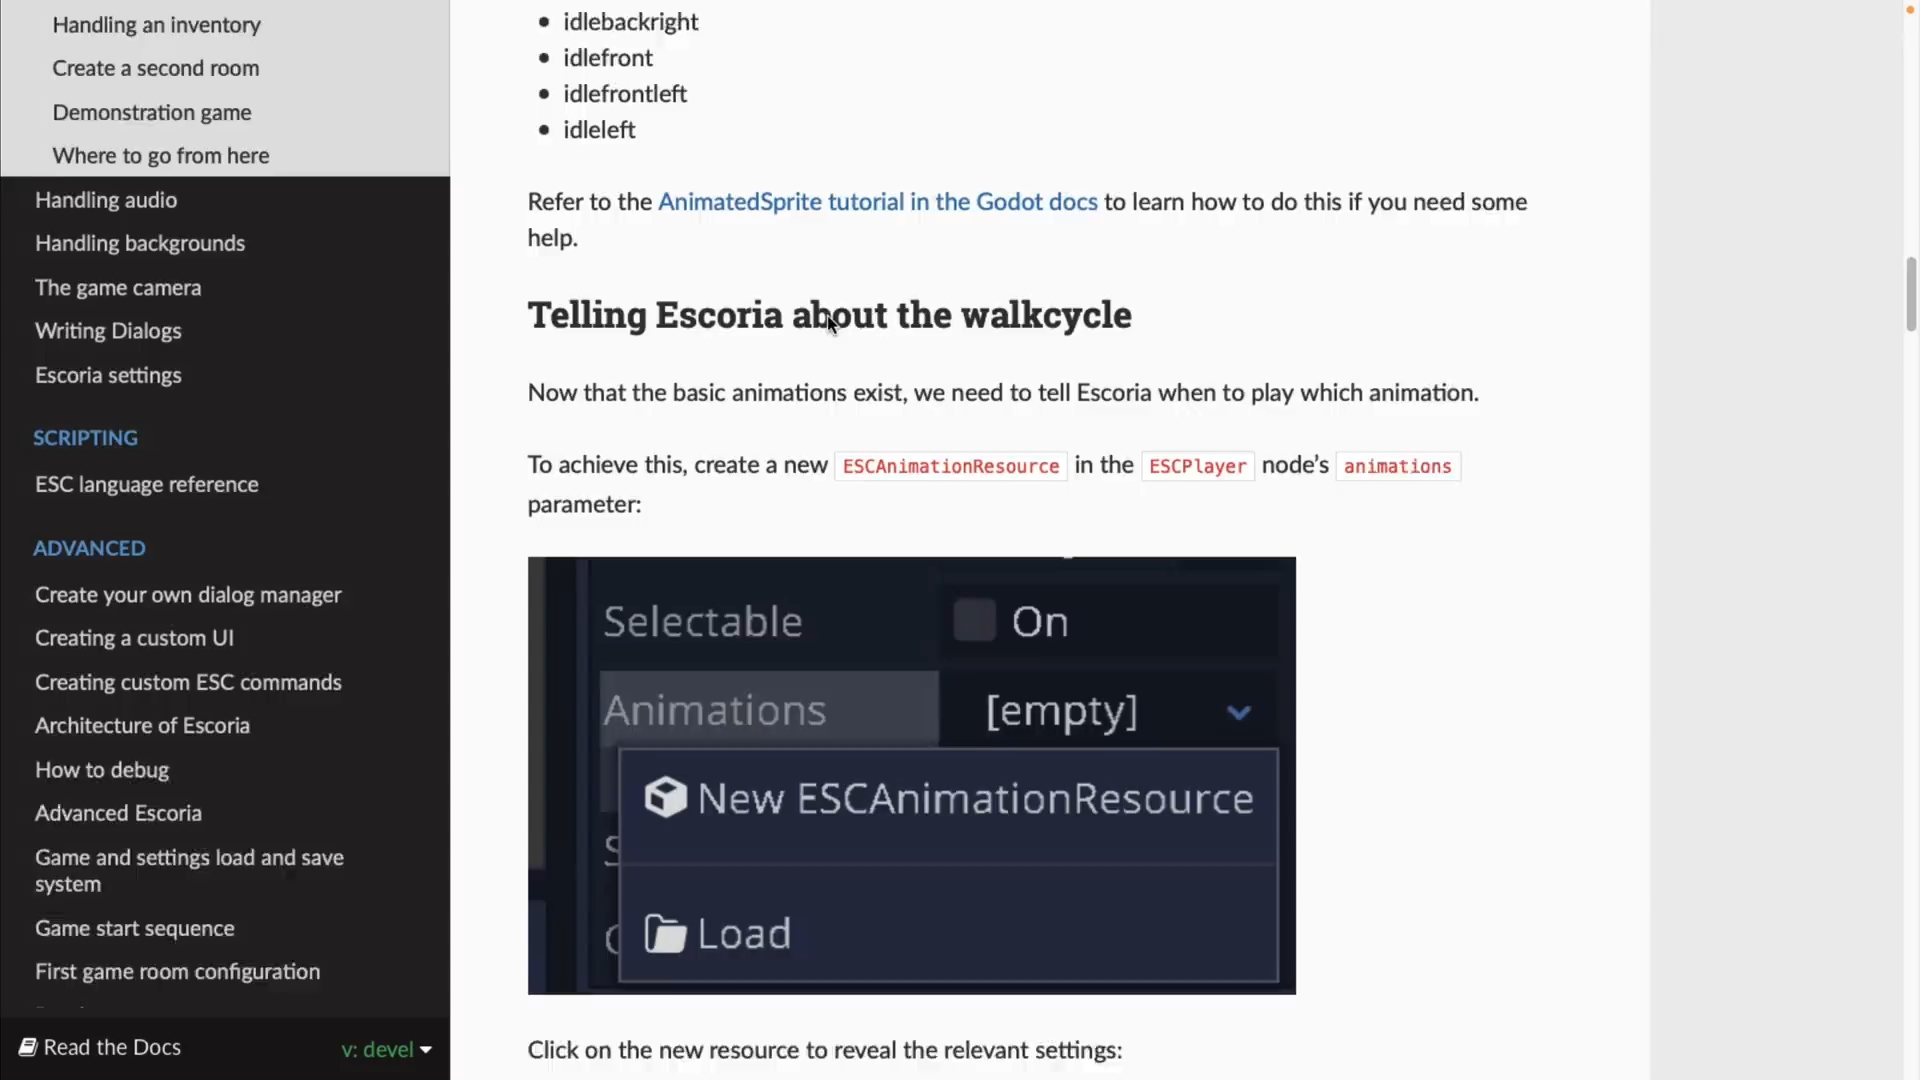 Handling an inventory
Create a second room
Demonstration game
Where to go from here
Handling audio
Handling backgrounds
The game camera
Writing Dialogs
Escoria settings
SCRIPTING
ESC language reference
ADVANCED
Create your own dialog manager
Creating a custom UI
Creating custom ESC commands
Architecture of Escoria
How to debug
Advanced Escoria
Game and settings load and save
system
Game start sequence
First game room configuration
Read the Docs
v: devel
idlebackright
idlefront
idlefrontleft
idleleft
Refer to the AnimatedSprite tutorial in the Godot docs to learn how to do this if you need some
help.
Telling Escoria about the walkcycle
Now that the basic animations exist, we need to tell Escoria when to play which animation.
To achieve this, create a new ESCAnimationResource in the ESCPlayer node’s animations
parameter:
Selectable On
Animations [empty]
New ESCAnimationResource
Load
Click on the new resource to reveal the relevant settings: